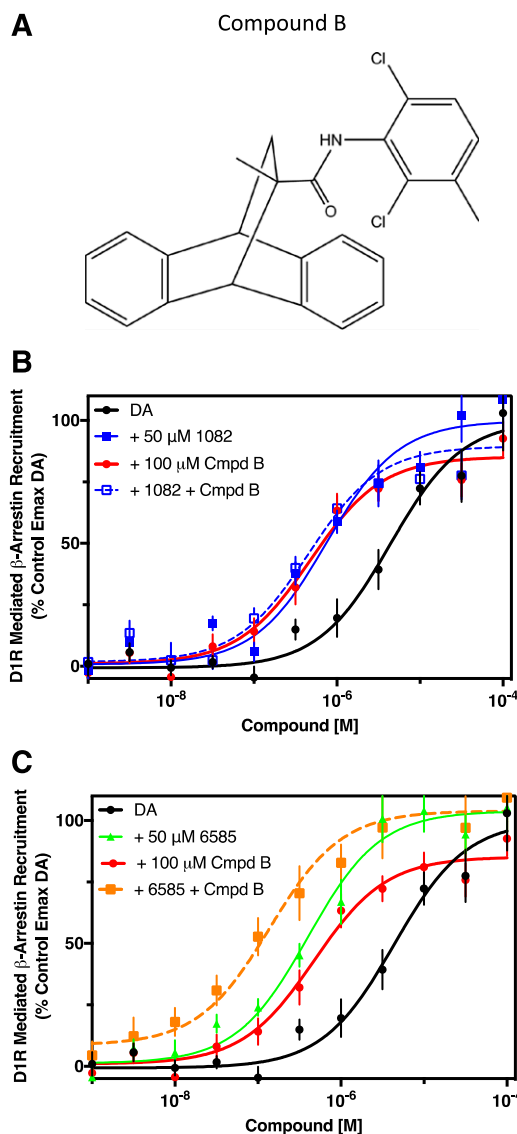 A
Compound B
Cl
HN
O
Cl
B
D1R Mediated β-Arrestin Recruitment
(% Control Emax DA)
100
50
0
DA
+ 50 μM 1082
+ 100 μM Cmpd B
+ 1082 + Cmpd B
10-8
10-6
10-4
Compound [M]
C
D1R Mediated β-Arrestin Recruitment
(% Control Emax DA)
100
50
0
DA
+ 50 μM 6585
+ 100 μM Cmpd B
+ 6585 + Cmpd B
10-8
10-6
Compound [M]